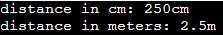 distance in cm: 250cm
distance in meters: 2.5m